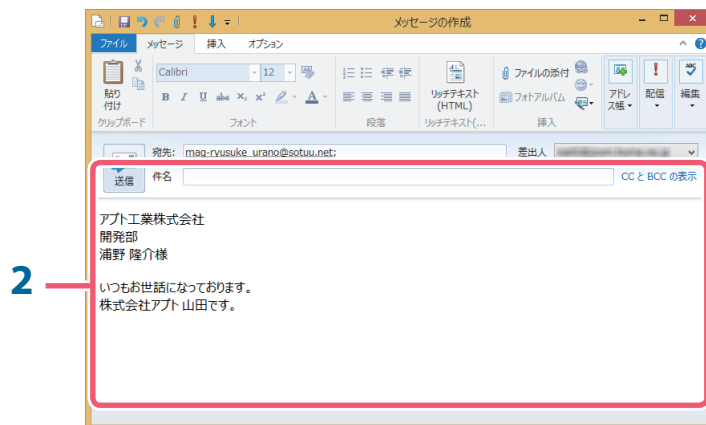 メッセージの作成
ファイル メッセージ 挿入 オプション
Calibri 12
貼り付け
B I U abc X₂ X² A
リッチテキスト (HTML)
ファイルの添付
フォトアルバム
アドレス帳
配信
ABC
編集
クリップボード フォント 段落 リッチテキスト(... 挿入
宛先: mag-ryusuke_urano@sotuu.net; 差出人
送信 件名 CC と BCC の表示
2
アプト工業株式会社
開発部
浦野 隆介様
いつもお世話になっております。
株式会社アプト 山田です。